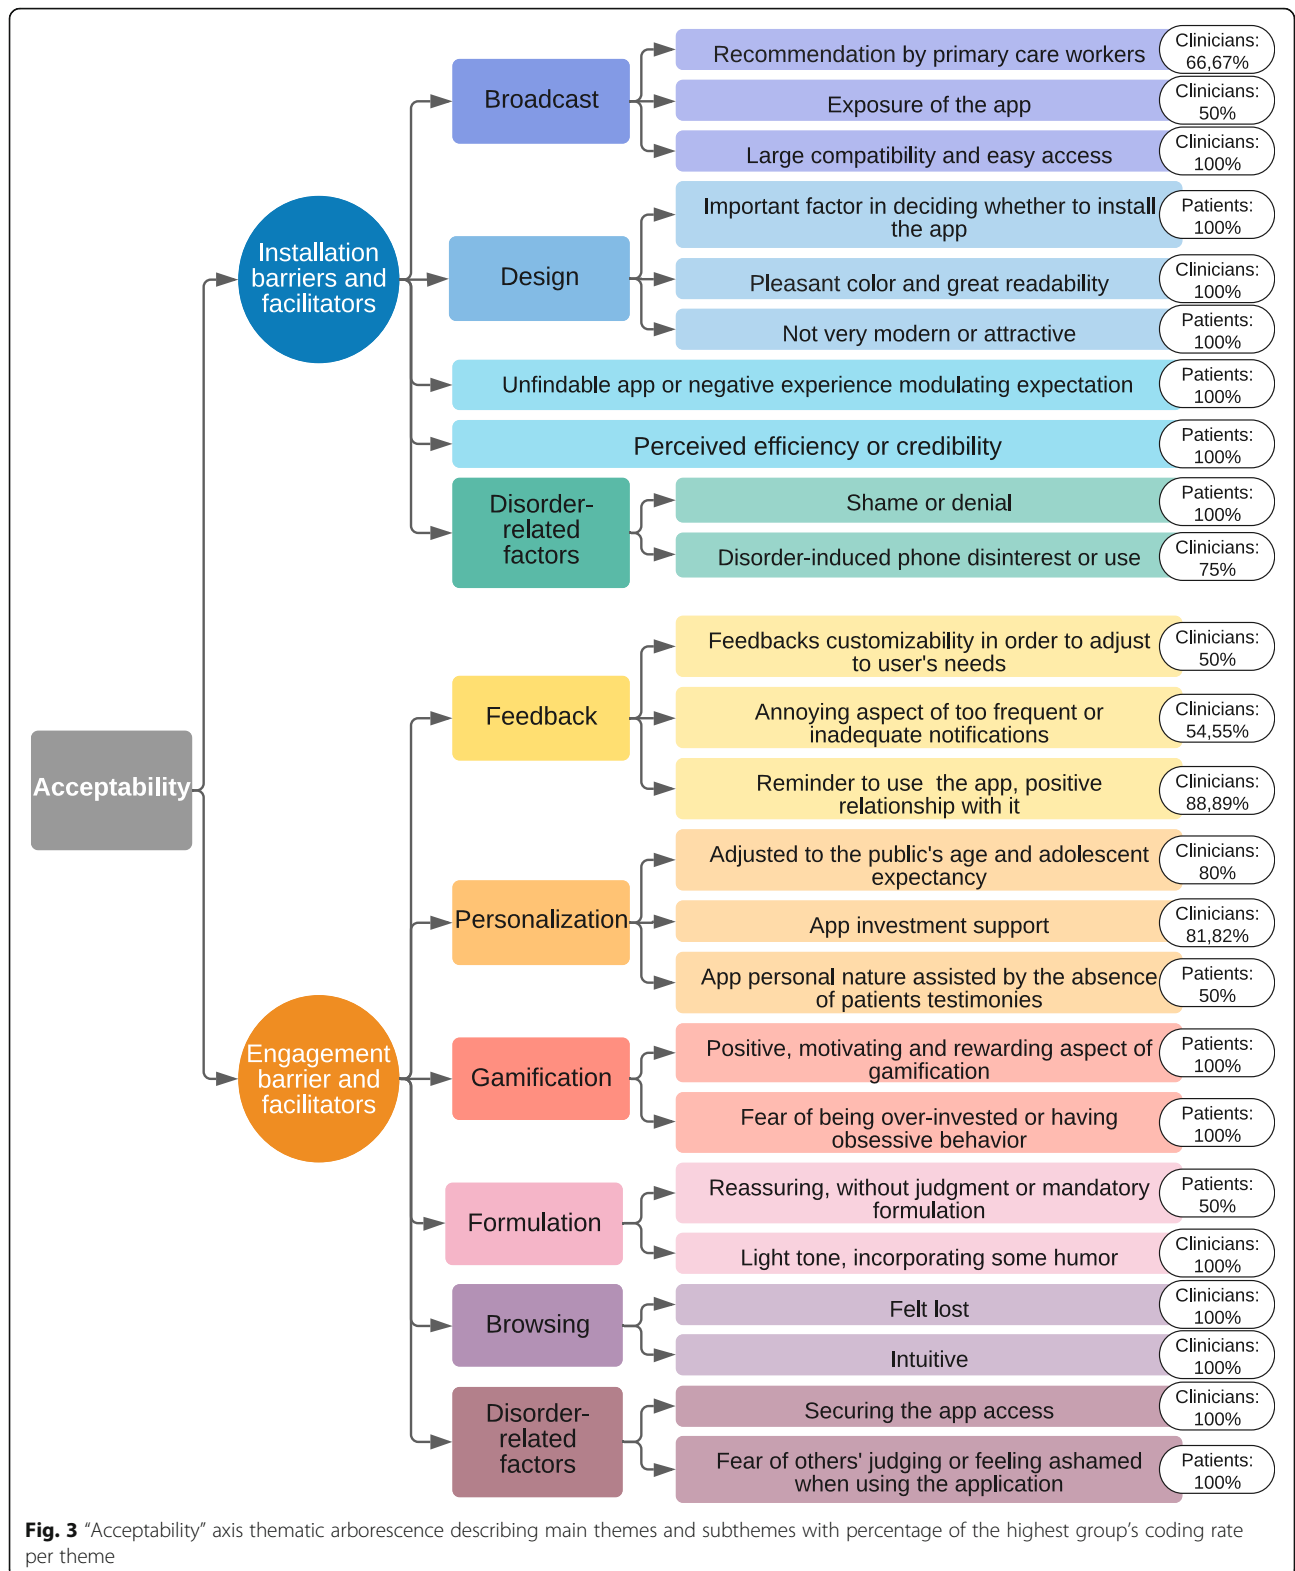 Recommendation by primary care workers
Clinicians:
66,67%
Broadcast
Exposure of the app
Clinicians:
50%
Large compatibility and easy access
Clinicians:
100%
Installation
barriers and
facilitators
Important factor in deciding whether to install
the app
Patients:
100%
Design
Pleasant color and great readability
Clinicians:
100%
Not very modern or attractive
Patients:
100%
Unfindable app or negative experience modulating expectation
Patients:
100%
Perceived efficiency or credibility
Patients:
100%
Disorder-
related
factors
Shame or denial
Patients:
100%
Disorder-induced phone disinterest or use
Clinicians:
75%
Acceptability
Feedbacks customizability in order to adjust
to user's needs
Clinicians:
50%
Feedback
Annoying aspect of too frequent or
inadequate notifications
Clinicians:
54,55%
Reminder to use  the app, positive
relationship with it
Clinicians:
88,89%
Adjusted to the public's age and adolescent
expectancy
Clinicians:
80%
Personalization
App investment support
Clinicians:
81,82%
App personal nature assisted by the absence
of patients testimonies
Patients:
50%
Engagement
barrier and
facilitators
Gamification
Positive, motivating and rewarding aspect of
gamification
Patients:
100%
Fear of being over-invested or having
obsessive behavior
Patients:
100%
Formulation
Reassuring, without judgment or mandatory
formulation
Patients:
50%
Light tone, incorporating some humor
Clinicians:
100%
Browsing
Felt lost
Clinicians:
100%
Intuitive
Clinicians:
100%
Disorder-
related
factors
Securing the app access
Clinicians:
100%
Fear of others' judging or feeling ashamed
when using the application
Patients:
100%
Fig. 3 "Acceptability" axis thematic arborescence describing main themes and subthemes with percentage of the highest group's coding rate
per theme